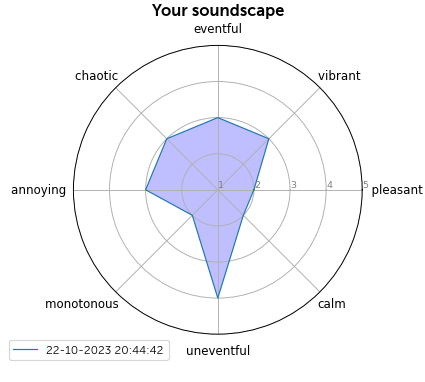 Your soundscape
eventful
chaotic
vibrant
annoying
1 2 3 4 5
pleasant
monotonous
calm
uneventful
22-10-2023 20:44:42